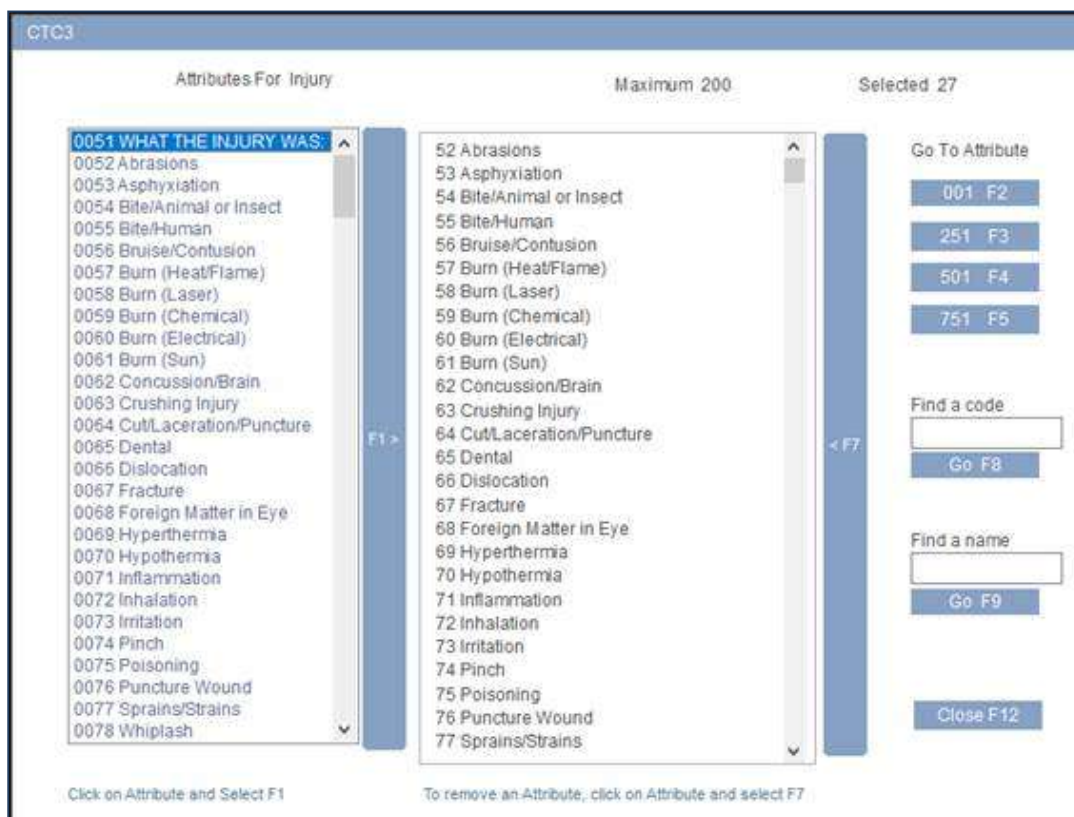 CTC3
Attributes For Injury
Maximum 200
Selected 27
0051 WHAT THE INJURY WAS:
0052 Abrasions
0053 Asphyxiation
0054 Bite/Animal or Insect
0055 Bite/Human
0056 Bruise/Contusion
0057 Burn (Heat/Flame)
0058 Burn (Laser)
0059 Burn (Chemical)
0060 Burn (Electrical)
0061 Burn (Sun)
0062 Concussion/Brain
0063 Crushing Injury
0064 Cut/Laceration/Puncture
0065 Dental
0066 Dislocation
0067 Fracture
0068 Foreign Matter in Eye
0069 Hyperthermia
0070 Hypothermia
0071 Inflammation
0072 Inhalation
0073 Irritation
0074 Pinch
0075 Poisoning
0076 Puncture Wound
0077 Sprains/Strains
0078 Whiplash
F1 >
52 Abrasions
53 Asphyxiation
54 Bite/Animal or Insect
55 Bite/Human
56 Bruise/Contusion
57 Burn (Heat/Flame)
58 Burn (Laser)
59 Burn (Chemical)
60 Burn (Electrical)
61 Burn (Sun)
62 Concussion/Brain
63 Crushing Injury
64 Cut/Laceration/Puncture
65 Dental
66 Dislocation
67 Fracture
68 Foreign Matter in Eye
69 Hyperthermia
70 Hypothermia
71 Inflammation
72 Inhalation
73 Irritation
74 Pinch
75 Poisoning
76 Puncture Wound
77 Sprains/Strains
< F7
Go To Attribute
001 F2
251 F3
501 F4
751 F5
Find a code
Go F8
Find a name
Go F9
Close F12
Click on Attribute and Select F1
To remove an Attribute, click on Attribute and select F7